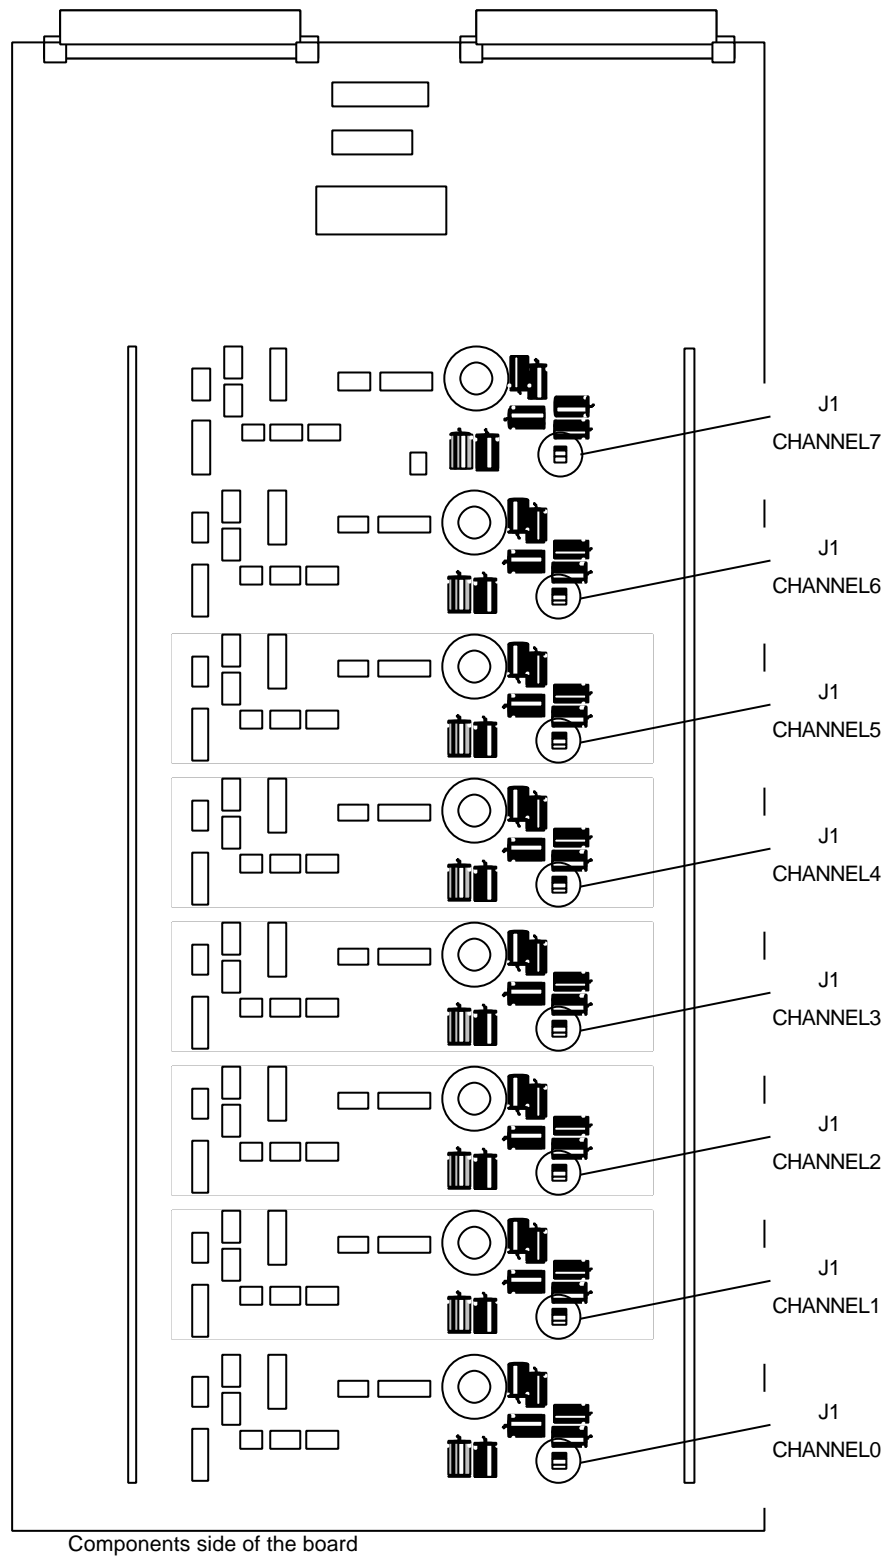 J1
CHANNEL7
J1
CHANNEL6
J1
CHANNEL5
J1
CHANNEL4
J1
CHANNEL3
J1
CHANNEL2
J1
CHANNEL1
J1
CHANNEL0
Components side of the board